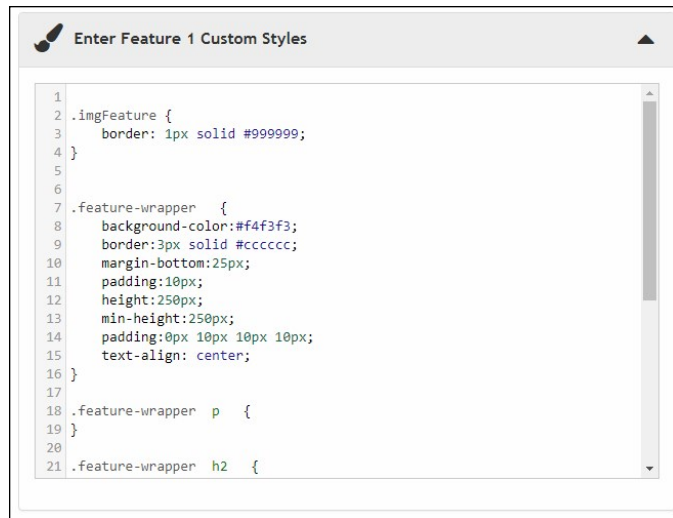 Enter Feature 1 Custom Styles
1
2 .imgFeature {
3     border: 1px solid #999999;
4 }
5
6
7 .feature-wrapper   {
8     background-color:#f4f3f3;
9     border:3px solid #cccccc;
10     margin-bottom:25px;
11     padding:10px;
12     height:250px;
13     min-height:250px;
14     padding:0px 10px 10px 10px;
15     text-align: center;
16 }
17
18 .feature-wrapper  p   {
19 }
20
21 .feature-wrapper  h2   {